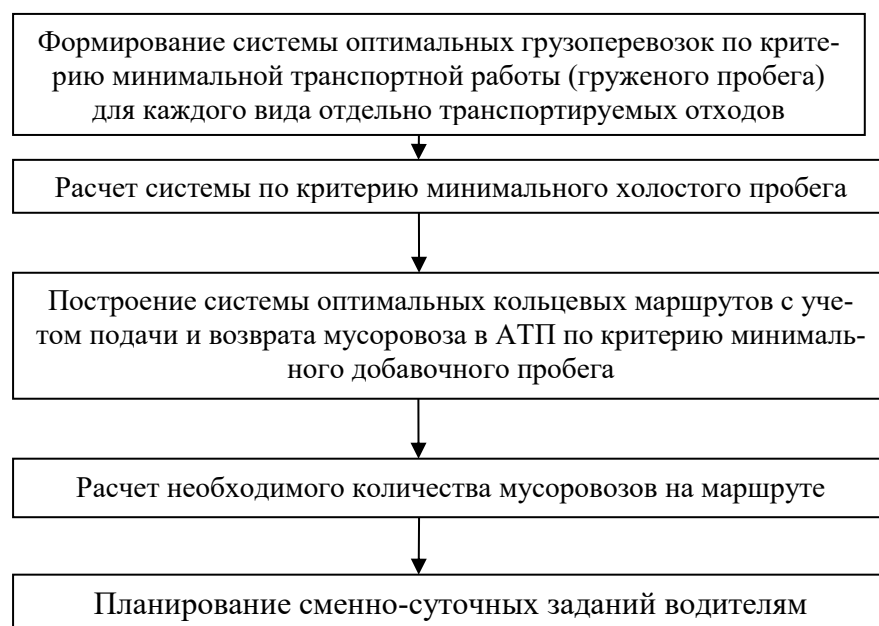 Формирование системы оптимальных грузоперевозок по крите-
рию минимальной транспортной работы (груженого пробега)
для каждого вида отдельно транспортируемых отходов
Расчет системы по критерию минимального холостого пробега
Построение системы оптимальных кольцевых маршрутов с уче-
том подачи и возврата мусоровоза в АТП по критерию минималь-
ного добавочного пробега
Расчет необходимого количества мусоровозов на маршруте
Планирование сменно-суточных заданий водителям